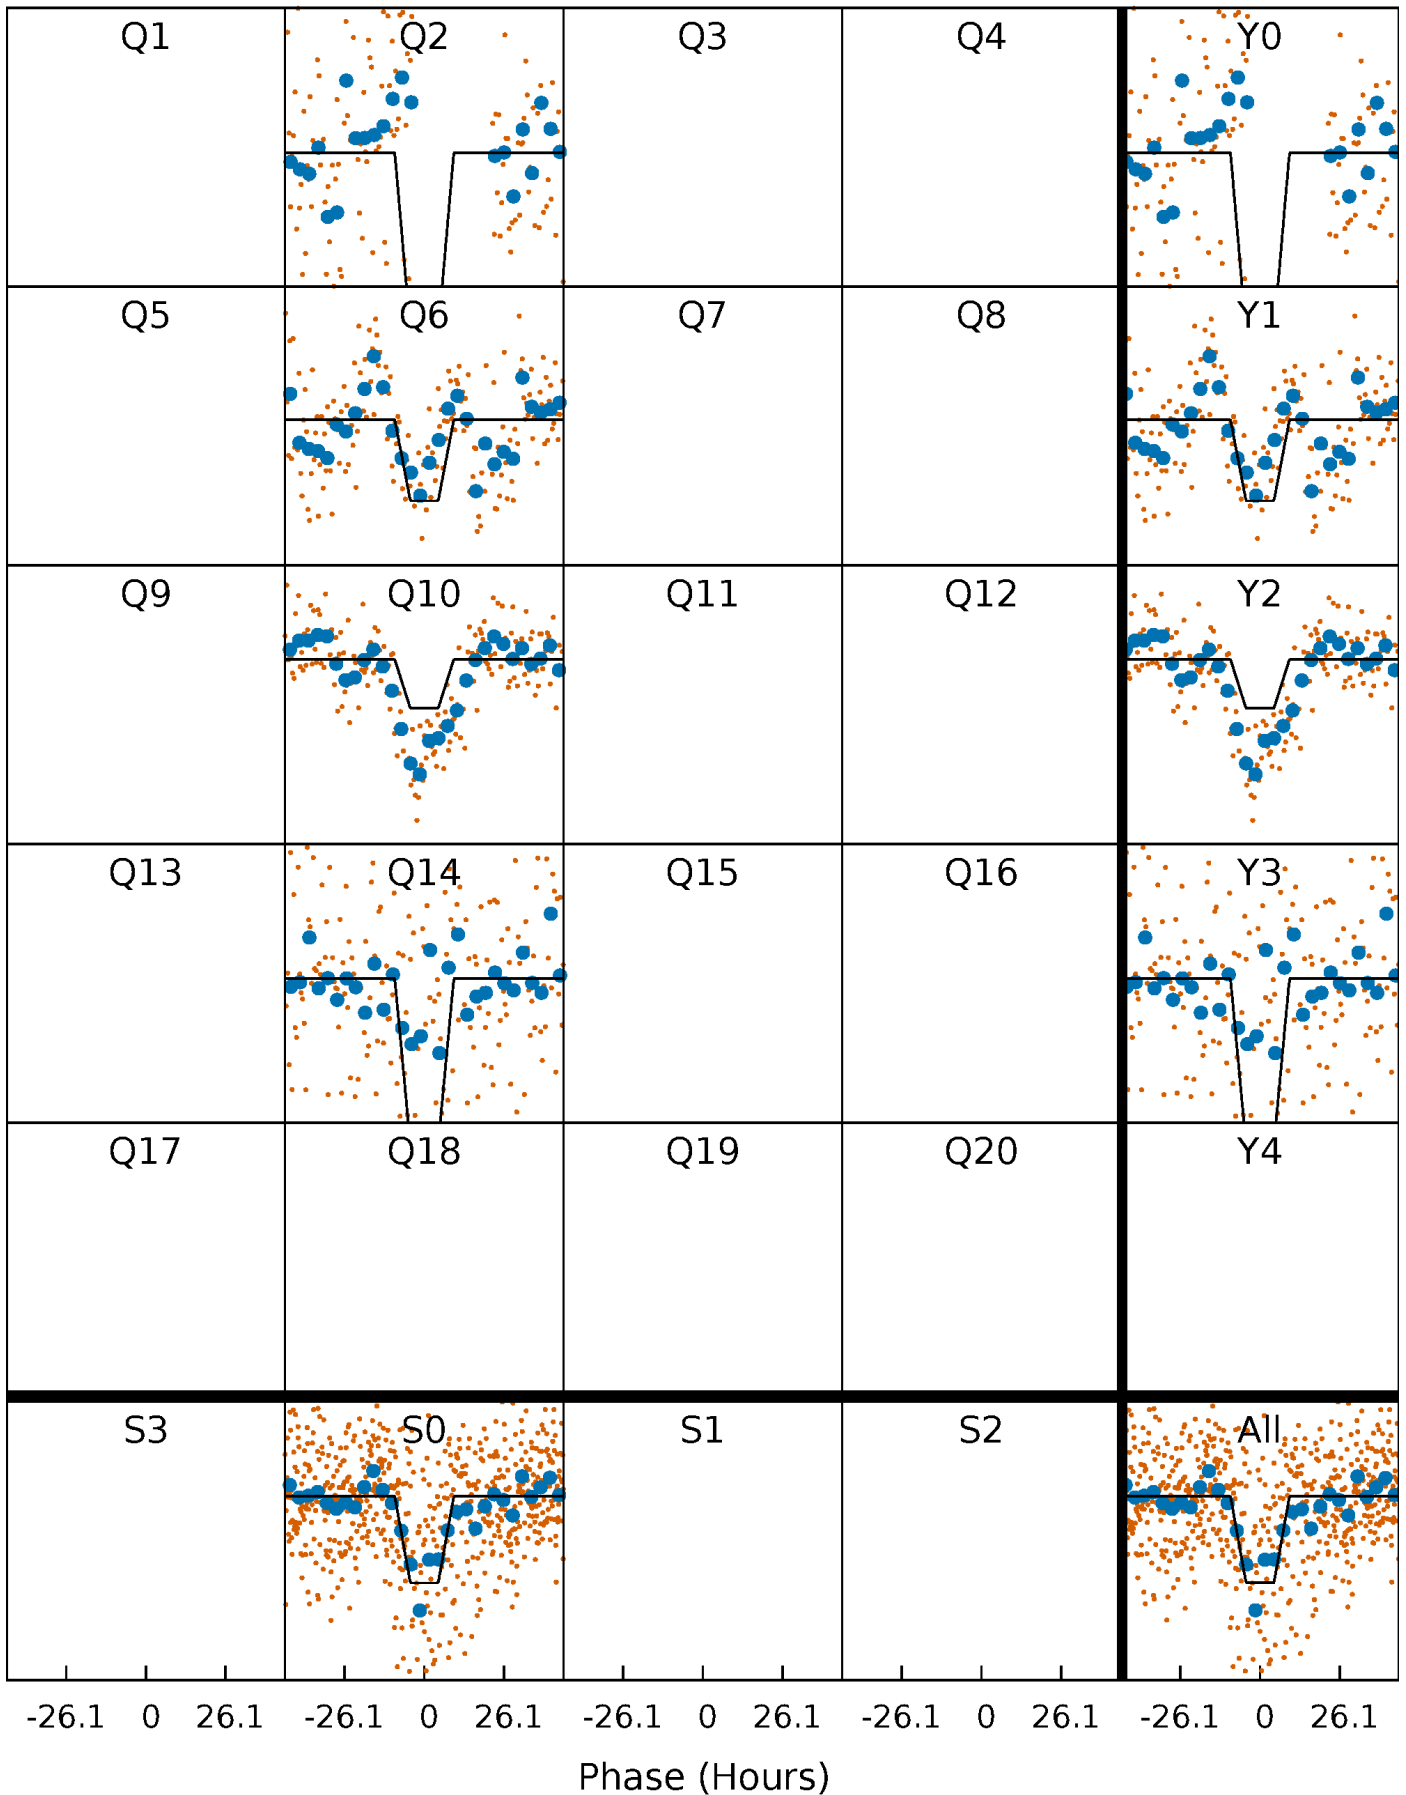 Q1 Q2 Q3 Q4 Y0
Q5 Q6 Q7 Q8 Y1
Q9 Q10 Q11 Q12 Y2
Q13 Q14 Q15 Q16 Y3
Q17 Q18 Q19 Q20 Y4
S3 S0 S1 S2 All
-26.1 0 26.1 -26.1 0 26.1 -26.1 0 26.1 -26.1 0 26.1 -26.1 0 26.1
Phase (Hours)